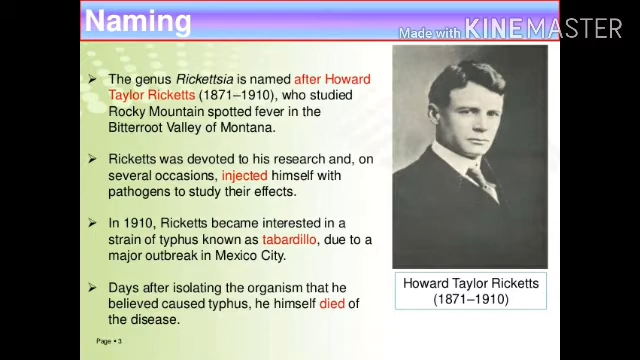 Naming
Made with KINEMASTER
➢ The genus Rickettsia is named after Howard
Taylor Ricketts (1871–1910), who studied
Rocky Mountain spotted fever in the
Bitterroot Valley of Montana.
➢ Ricketts was devoted to his research and, on
several occasions, injected himself with
pathogens to study their effects.
➢ In 1910, Ricketts became interested in a
strain of typhus known as tabardillo, due to a
major outbreak in Mexico City.
➢ Days after isolating the organism that he
believed caused typhus, he himself died of
the disease.
Howard Taylor Ricketts
(1871–1910)
Page ▪ 3